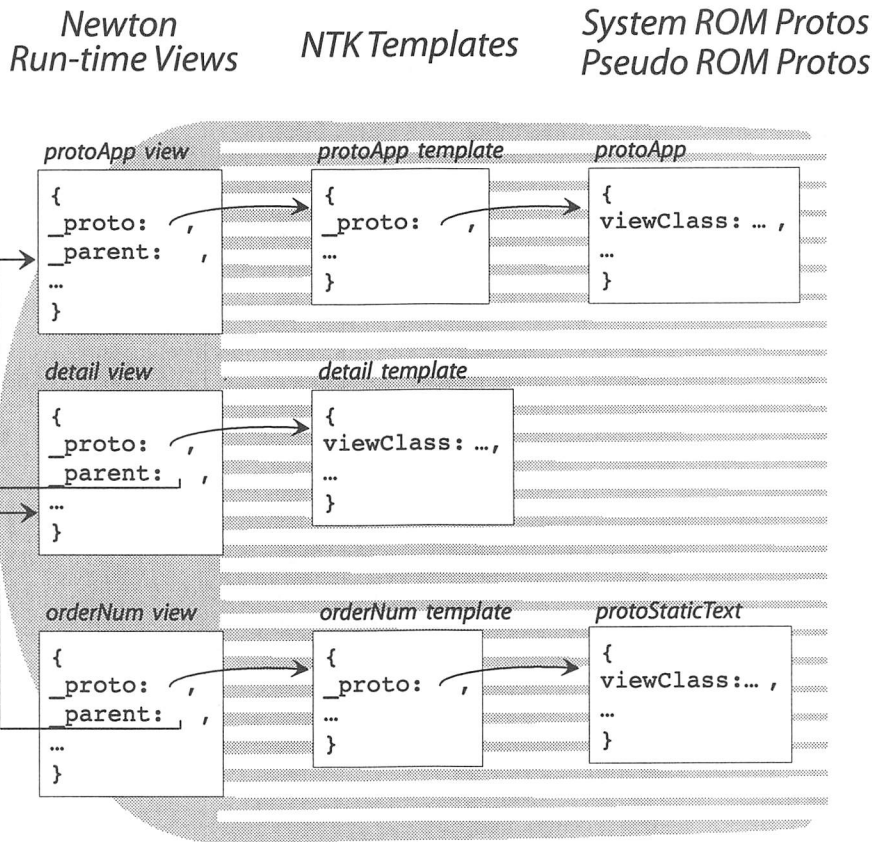 Newton
Run-time Views
NTK Templates
System ROM Protos
Pseudo ROM Protos
protoApp view
{
_proto: ,
_parent: ,
…
}
protoApp template
{
_proto: ,
…
}
protoApp
{
viewClass: … ,
…
}
detail view
{
_proto: ,
_parent: ,
…
}
detail template
{
viewClass: …,
…
}
orderNum view
{
_proto: ,
_parent: ,
…
}
orderNum template
{
_proto: ,
…
}
protoStaticText
{
viewClass:… ,
…
}